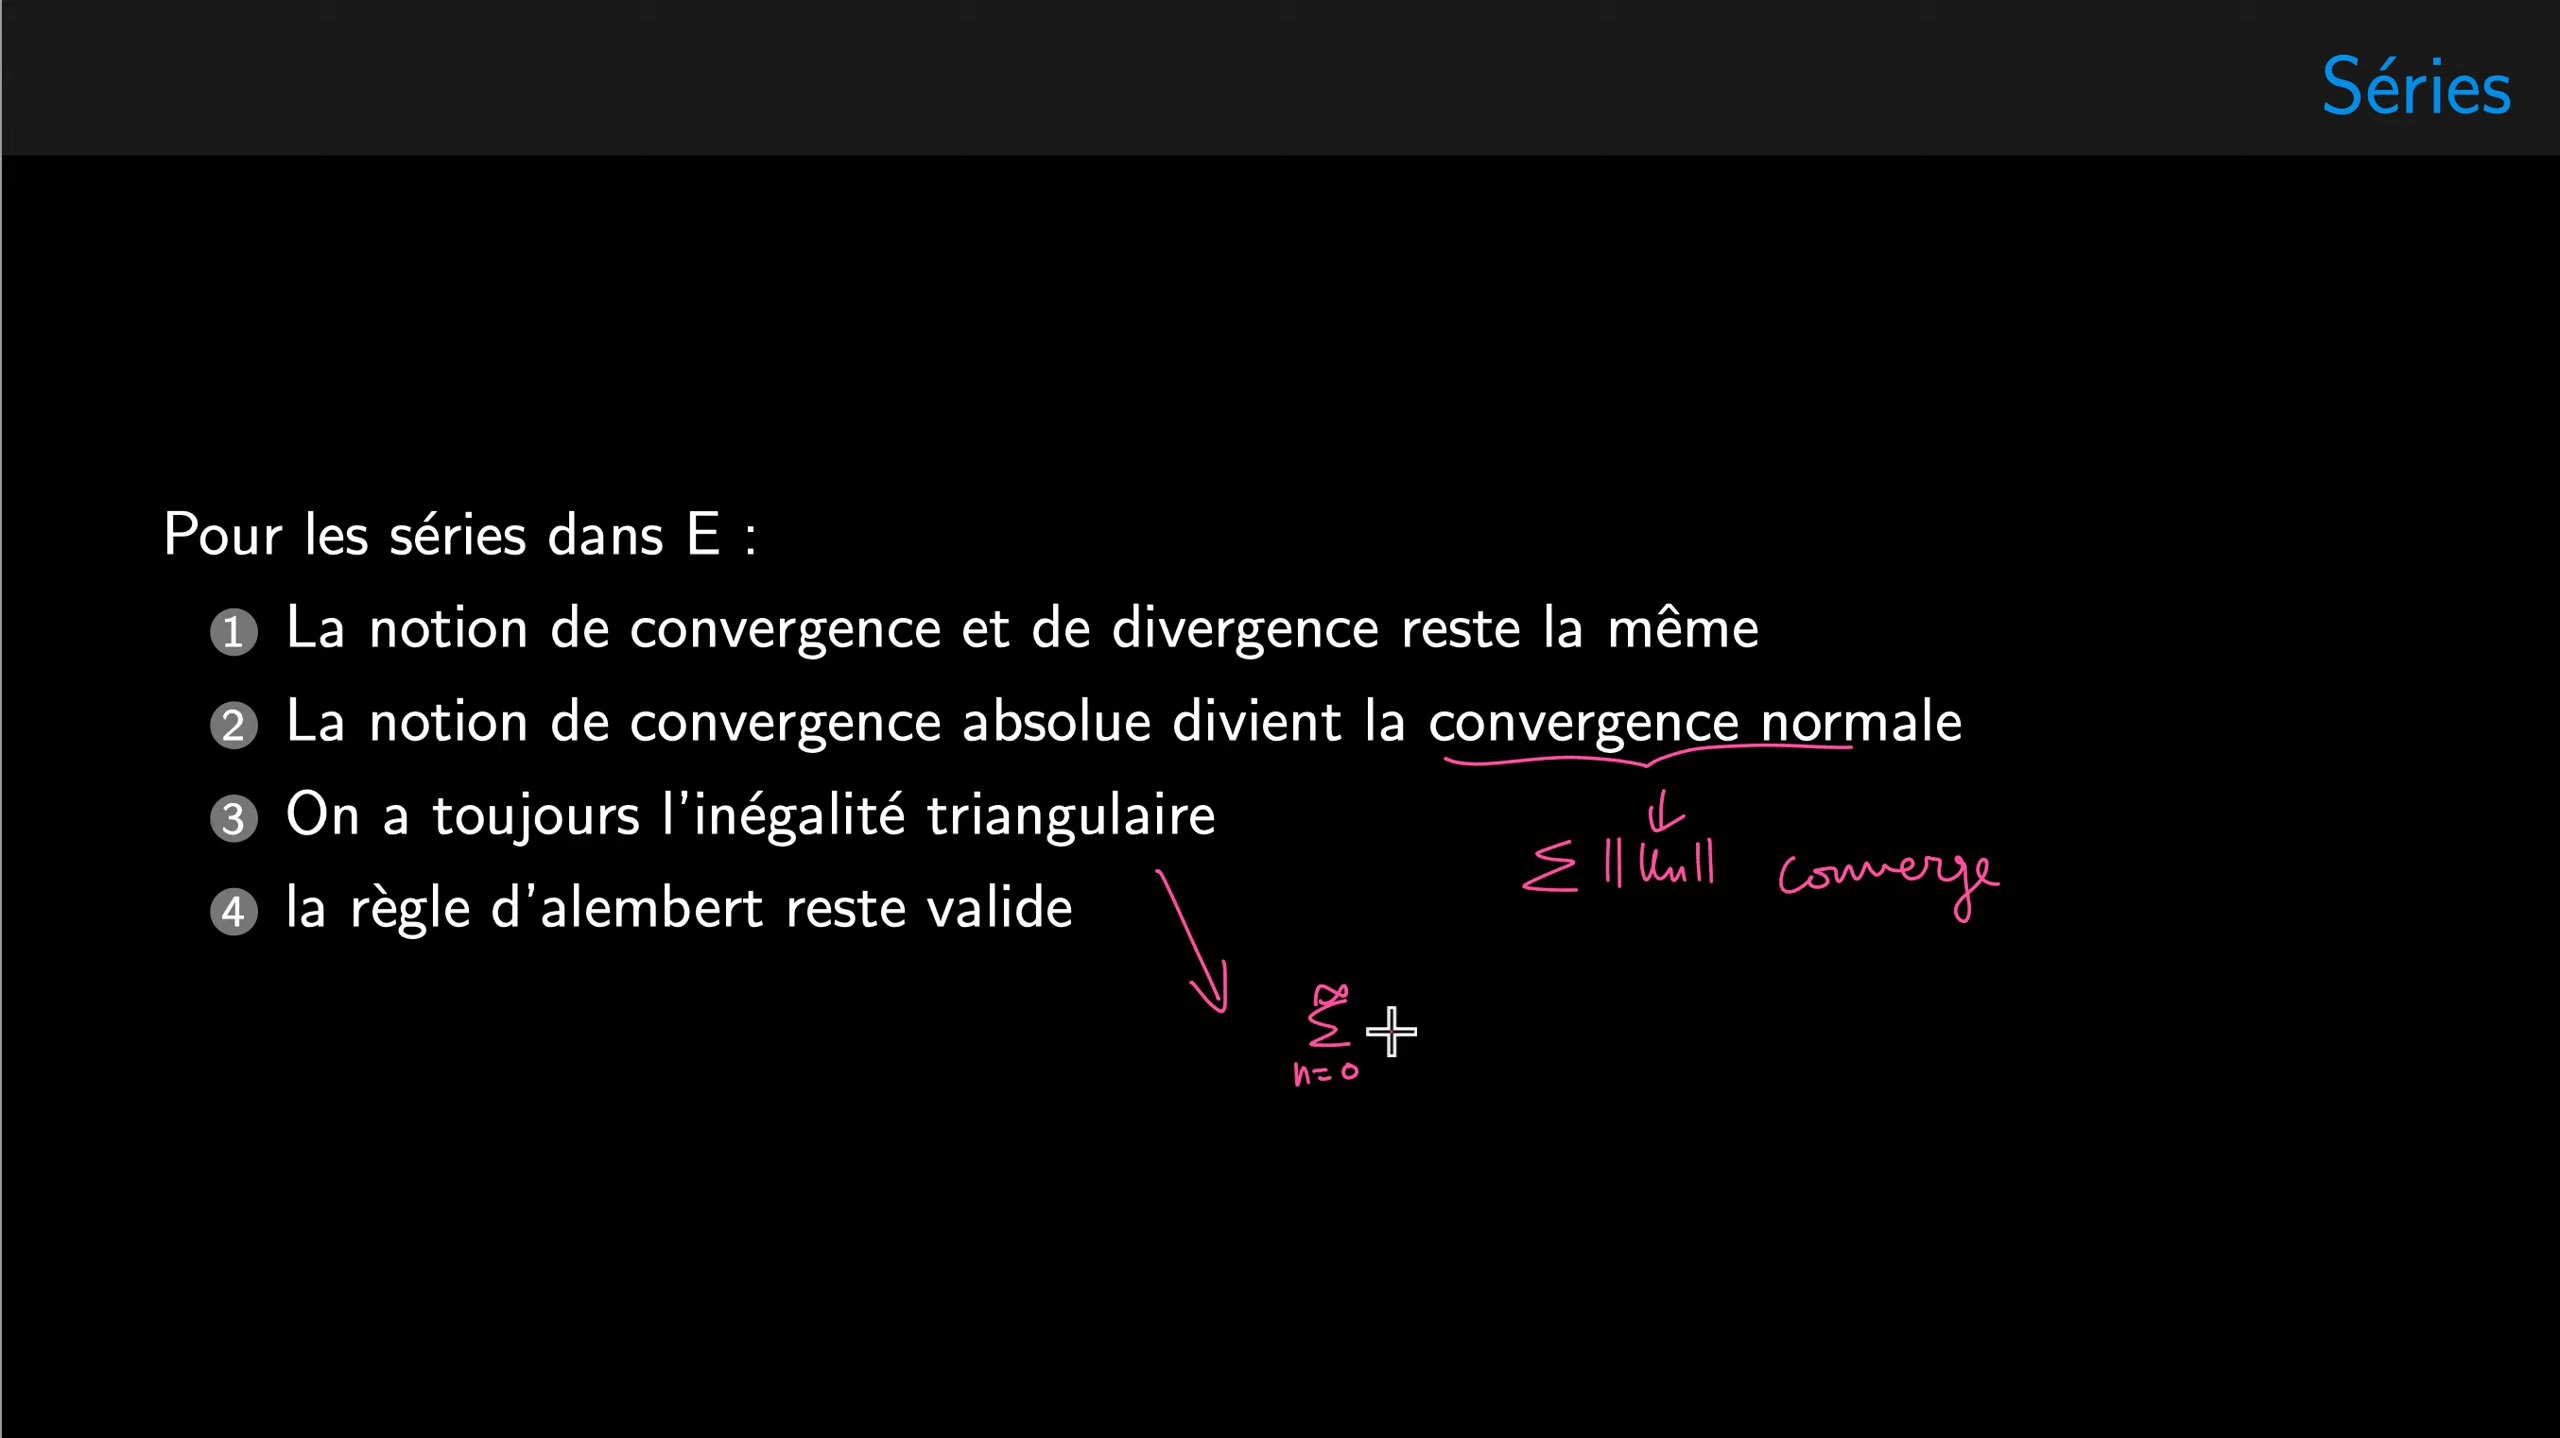 Séries
Pour les séries dans E :
1 La notion de convergence et de divergence reste la même
2 La notion de convergence absolue divient la convergence normale
3 On a toujours l'inégalité triangulaire
Σ ||Un|| converge
4 la règle d'alembert reste valide
∞
Σ
n=0